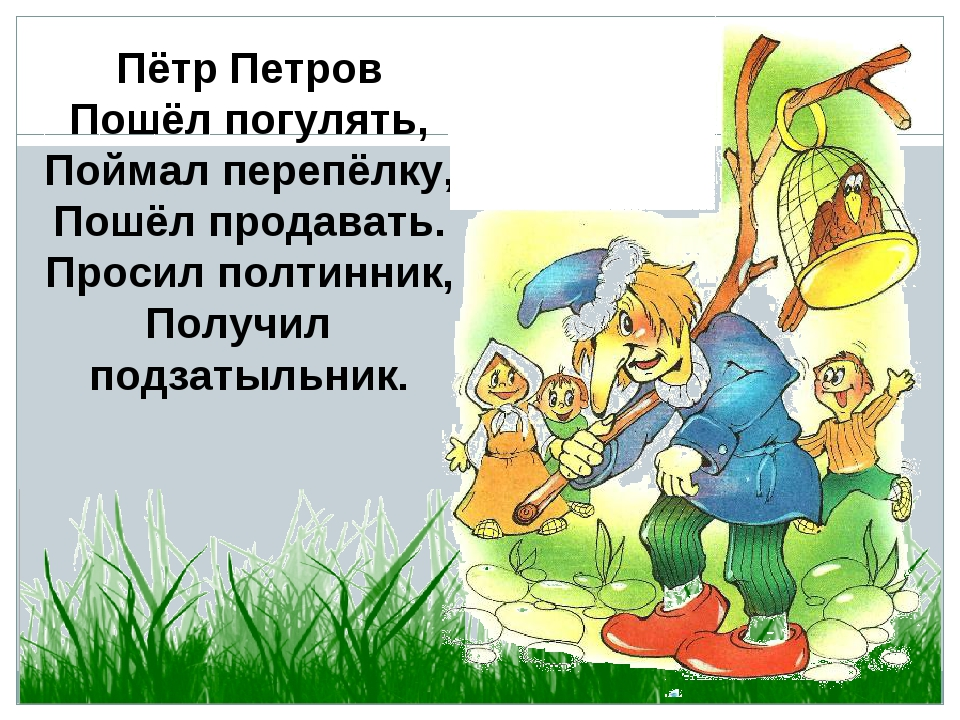 Пётр Петров
Пошёл погулять,
Поймал перепёлку,
Пошёл продавать.
Просил полтинник,
Получил
подзатыльник.